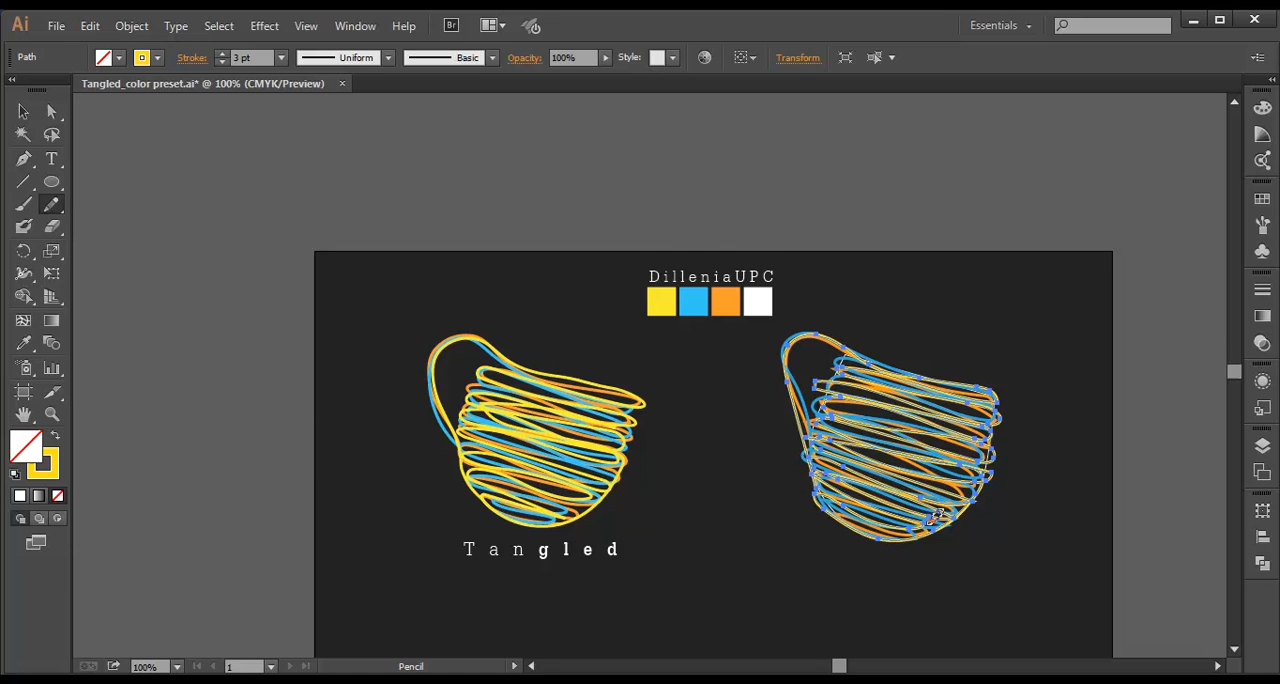 Ai File Edit Object Type Select Effect View Window Help Br Essentials
Path Stroke: 3 pt Uniform Basic Opacity: 100% Style: Transform
Tangled_color preset.ai* @ 100% (CMYK/Preview) ×
DilleniaUPC
Tangled
100% 1 Pencil